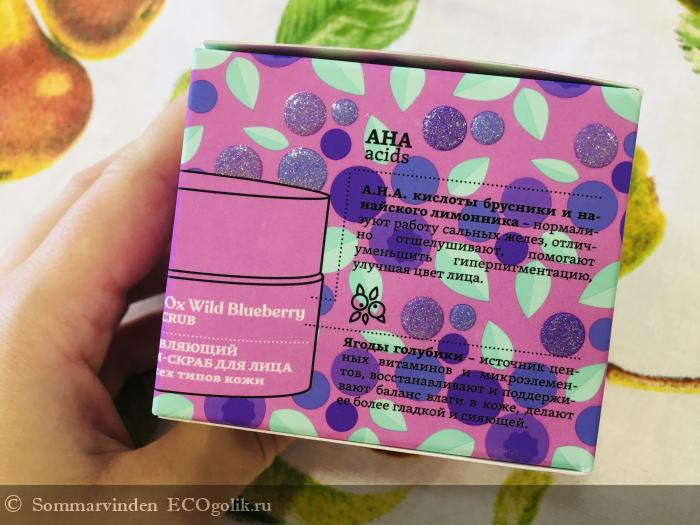 AHA
acids
А.Н.А. кислоты брусники и на-
найского лимонника – нормали-
зуют работу сальных желез, отлич-
но отшелушивают, помогают
уменьшить гиперпигментацию,
улучшая цвет лица.
Ox Wild Blueberry
CRUB
ВЛЯЮЩИЙ
-СКРАБ ДЛЯ ЛИЦА
сех типов кожи
Ягоды голубики – источник цен-
ных витаминов и микроэлемен-
тов, восстанавливают и поддержи-
вают баланс влаги в коже, делают
ее более гладкой и сияющей.
© Sommarvinden ECOgolik.ru